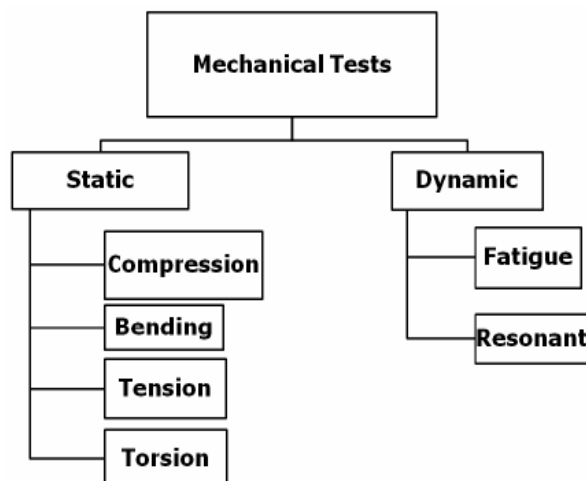 Mechanical Tests
Static
Dynamic
Compression
Bending
Tension
Torsion
Fatigue
Resonant